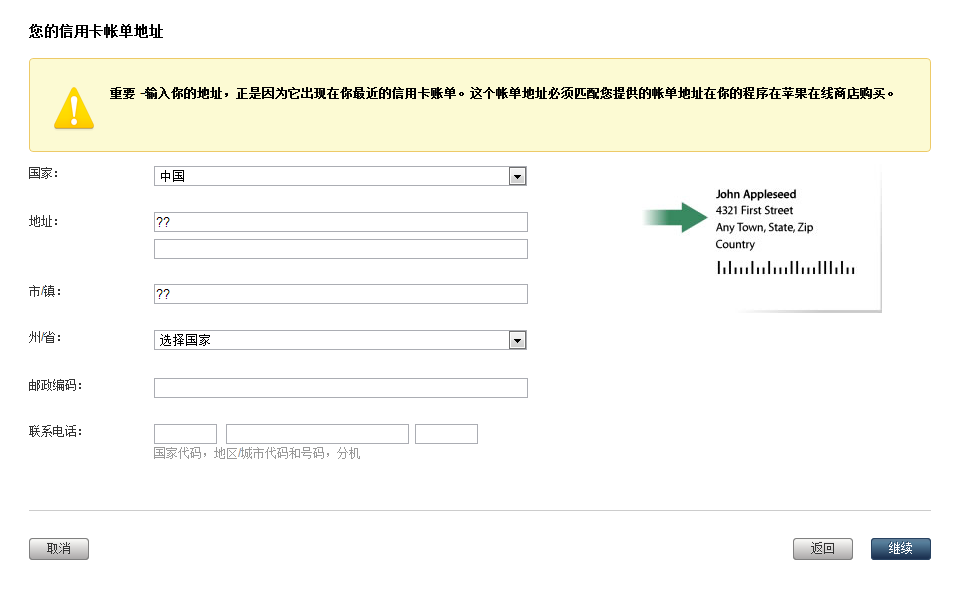 您的信用卡帐单地址
重要 -输入你的地址，正是因为它出现在你最近的信用卡账单。这个帐单地址必须匹配您提供的帐单地址在你的程序在苹果在线商店购买。
国家：
中国
John Appleseed
4321 First Street
Any Town, State, Zip
Country
地址：
??
市/镇：
??
州/省：
选择国家
邮政编码：
联系电话：
国家代码，地区/城市代码和号码，分机
取消
返回
继续